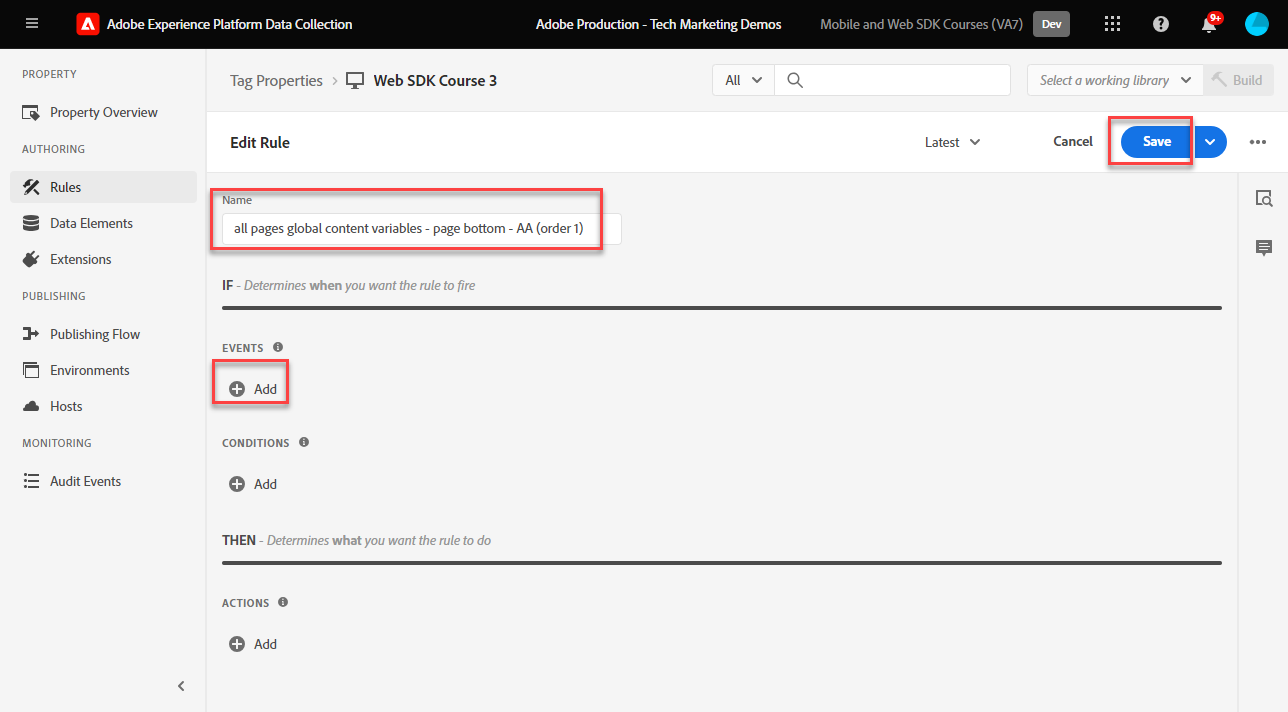 Adobe Experience Platform Data Collection
Adobe Production - Tech Marketing Demos
Mobile and Web SDK Courses (VA7)
Dev
9+
PROPERTY
Property Overview
AUTHORING
Rules
Data Elements
Extensions
PUBLISHING
Publishing Flow
Environments
Hosts
MONITORING
Audit Events
Tag Properties
Web SDK Course 3
All
Select a working library
Build
Edit Rule
Latest
Cancel
Save
Name
all pages global content variables - page bottom - AA (order 1)
IF - Determines when you want the rule to fire
EVENTS
Add
CONDITIONS
Add
THEN - Determines what you want the rule to do
ACTIONS
Add